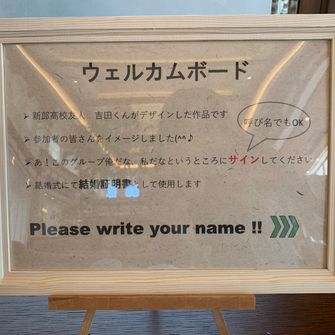 ウェルカムボード
➢ 新郎高校友人 吉田くんがデザインした作品です
呼び名でもOK
➢ 参加者の皆さんをイメージしました(^^♪
➢ あ！このグループ俺だな、私だなというところにサインしてください
➢ 結婚式にて結婚証明書として使用します
Please write your name !!